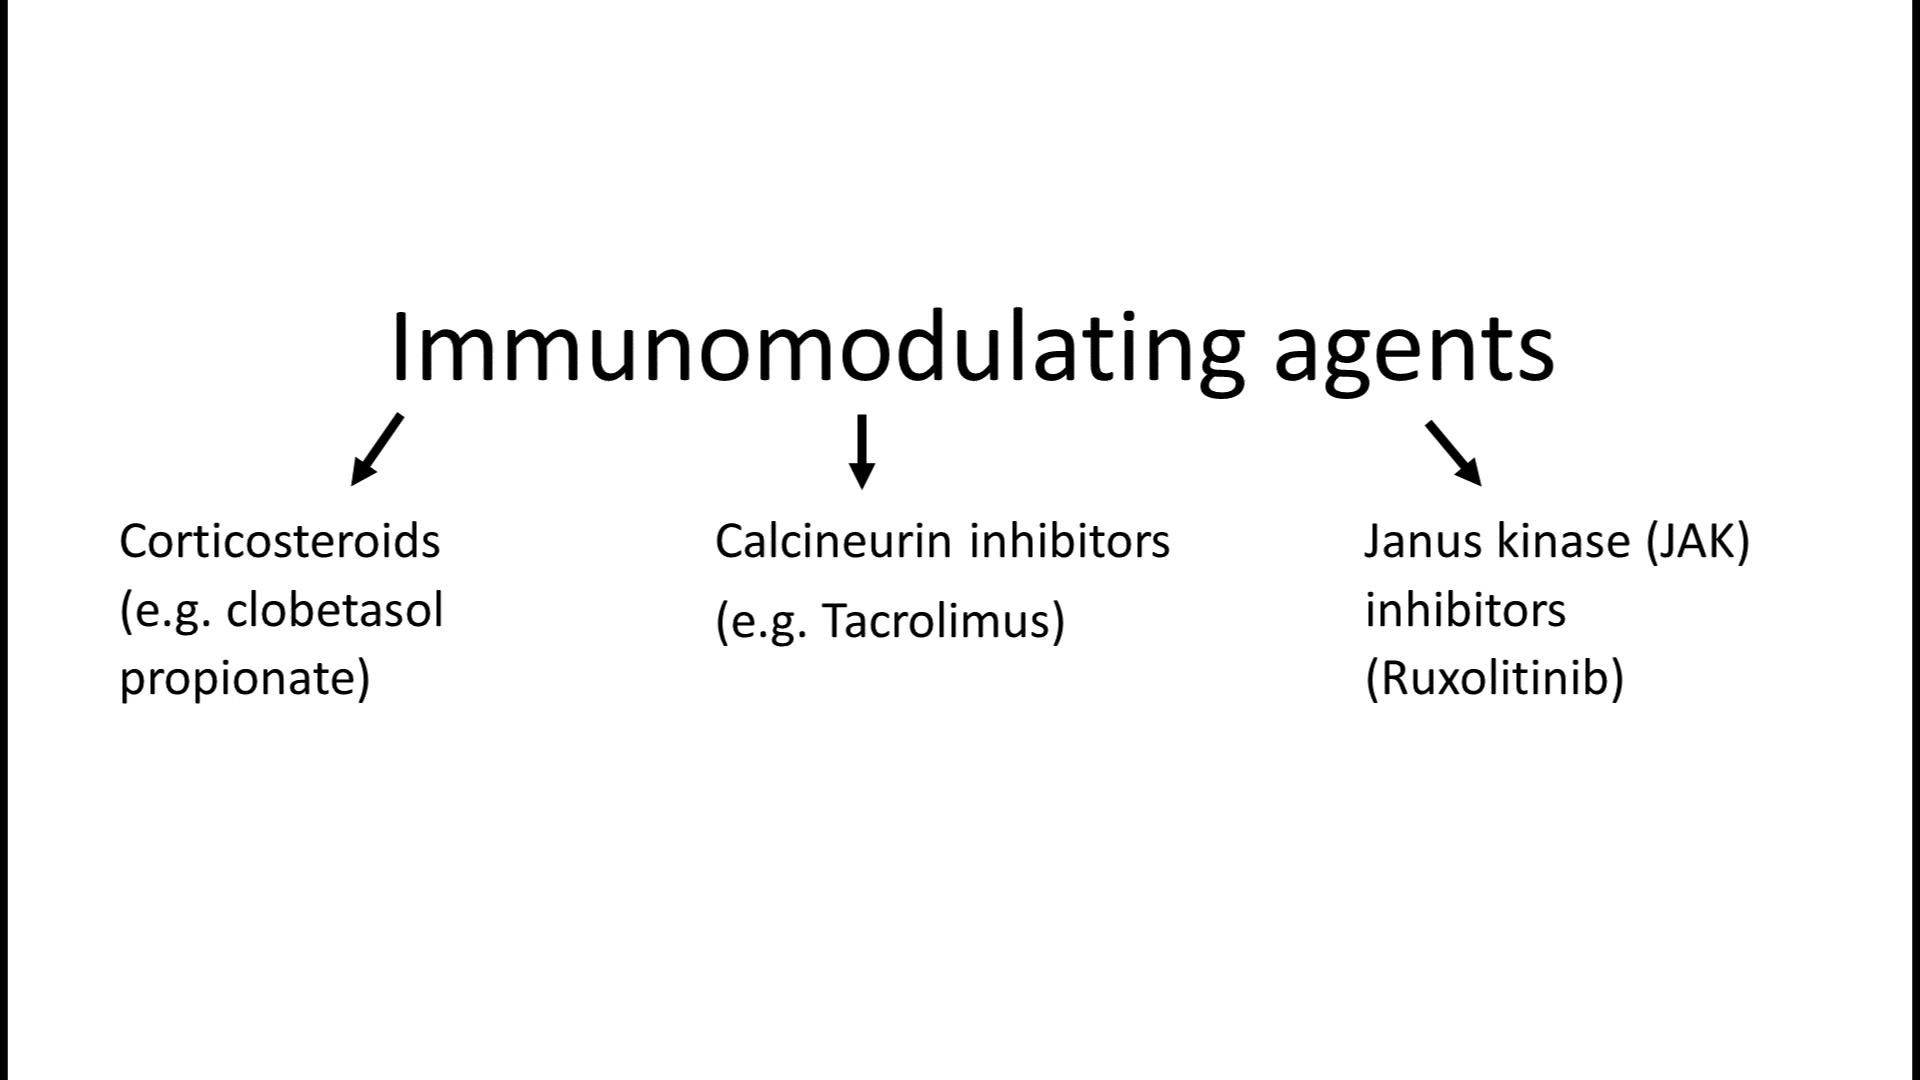 Immunomodulating agents
Corticosteroids
(e.g. clobetasol
propionate)
Calcineurin inhibitors
(e.g. Tacrolimus)
Janus kinase (JAK)
inhibitors
(Ruxolitinib)